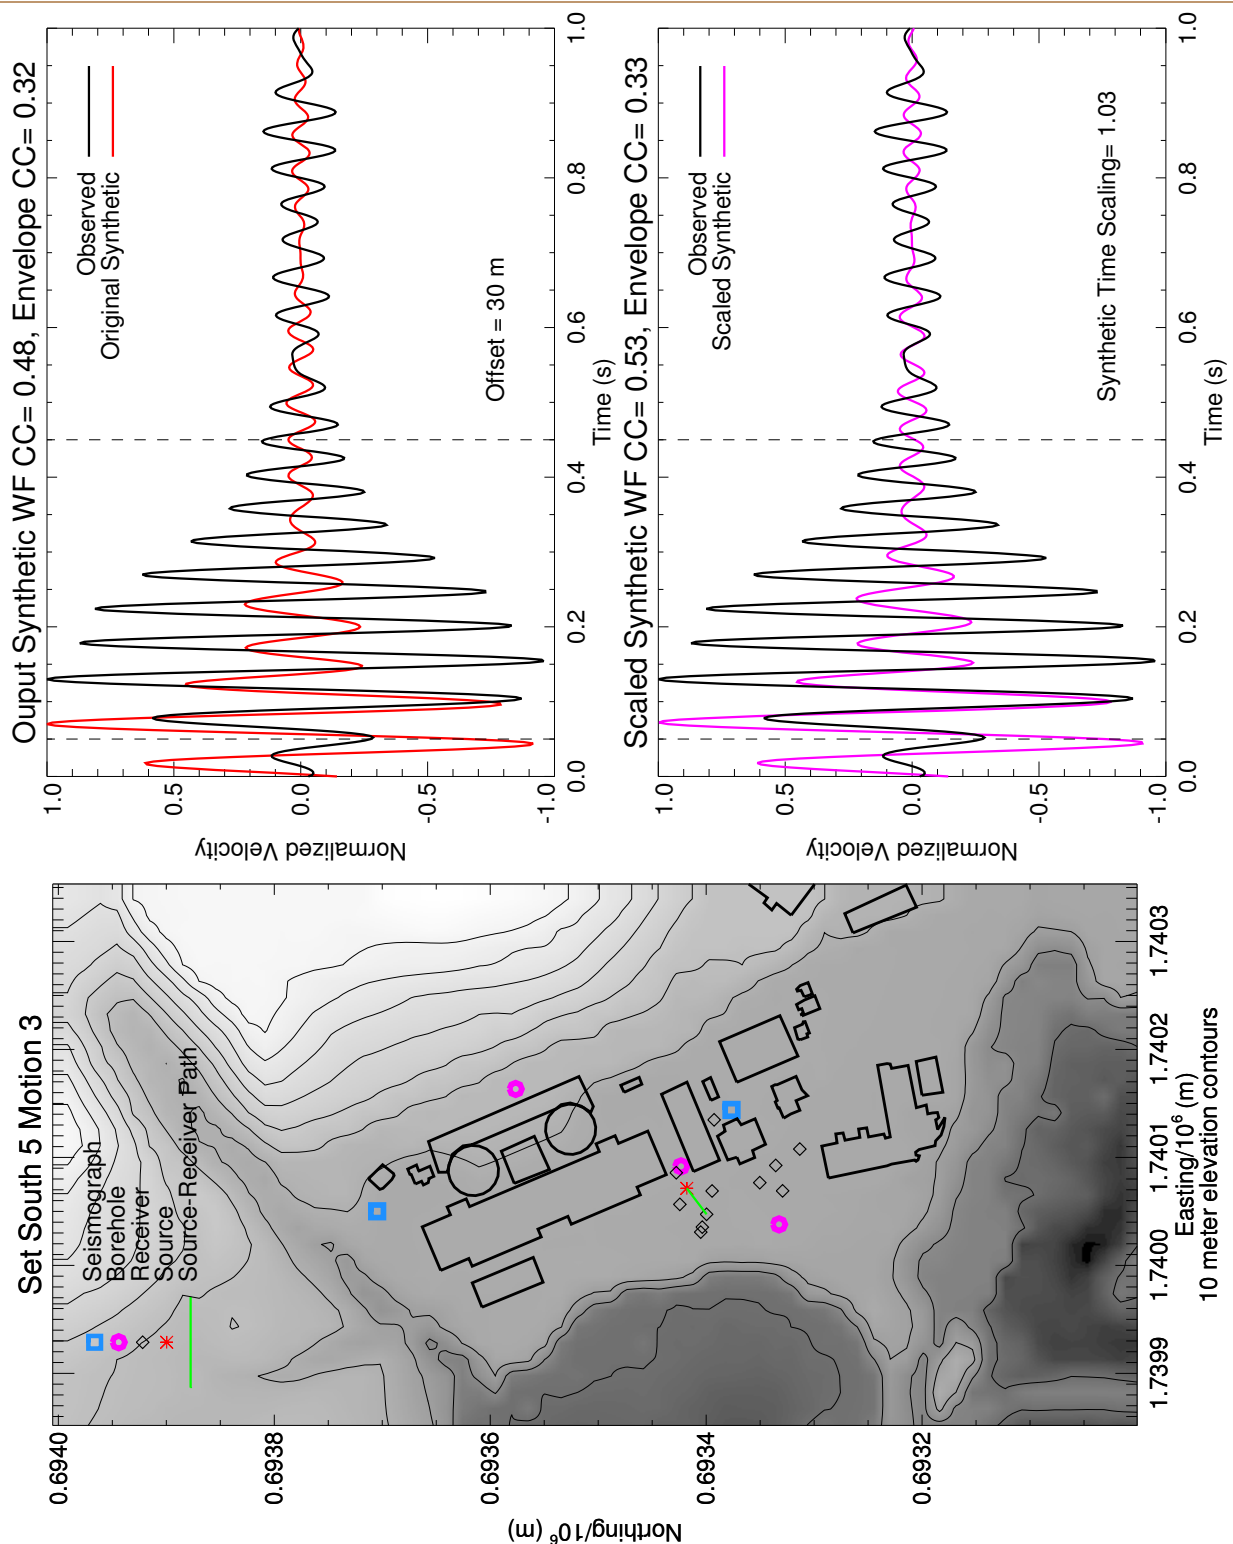 Set South 5 Motion 3
Seismograph
Borehole
Receiver
Source
Source-Receiver Path
0.6940
0.6938
0.6936
0.6934
0.6932
Northing/10⁶ (m)
1.7399
1.7400
1.7401
1.7402
1.7403
Easting/10⁶ (m)
10 meter elevation contours
Ouput Synthetic WF CC= 0.48, Envelope CC= 0.32
Observed
Original Synthetic
Offset = 30 m
1.0
0.5
0.0
-0.5
-1.0
Normalized Velocity
0.0
0.2
0.4
0.6
0.8
1.0
Time (s)
Scaled Synthetic WF CC= 0.53, Envelope CC= 0.33
Observed
Scaled Synthetic
Synthetic Time Scaling= 1.03
1.0
0.5
0.0
-0.5
-1.0
Normalized Velocity
0.0
0.2
0.4
0.6
0.8
1.0
Time (s)